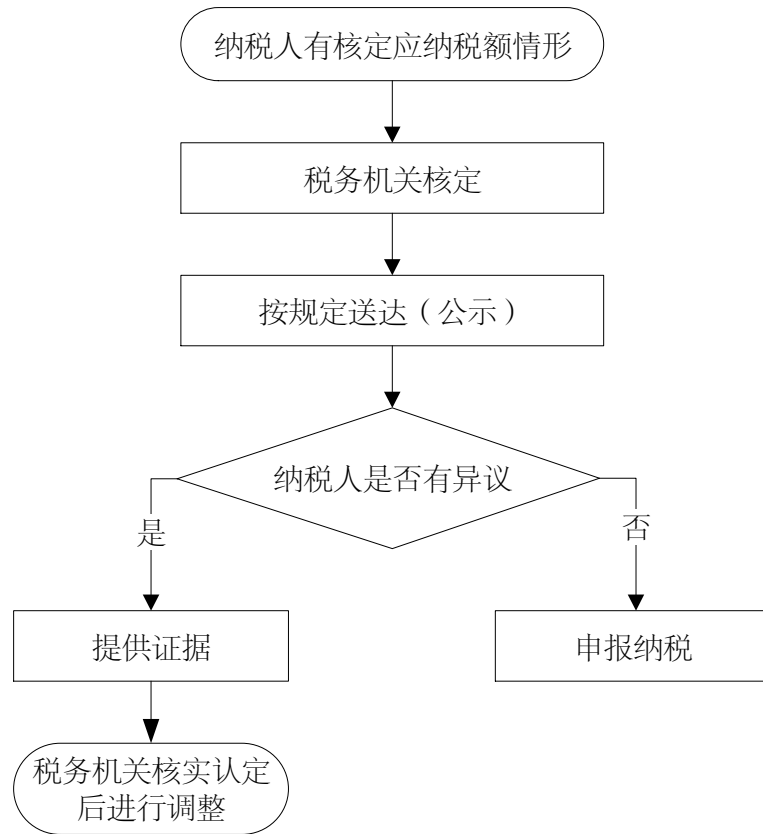 纳税人有核定应纳税额情形
税务机关核定
按规定送达（公示）
纳税人是否有异议
是
否
提供证据
申报纳税
税务机关核实认定
后进行调整